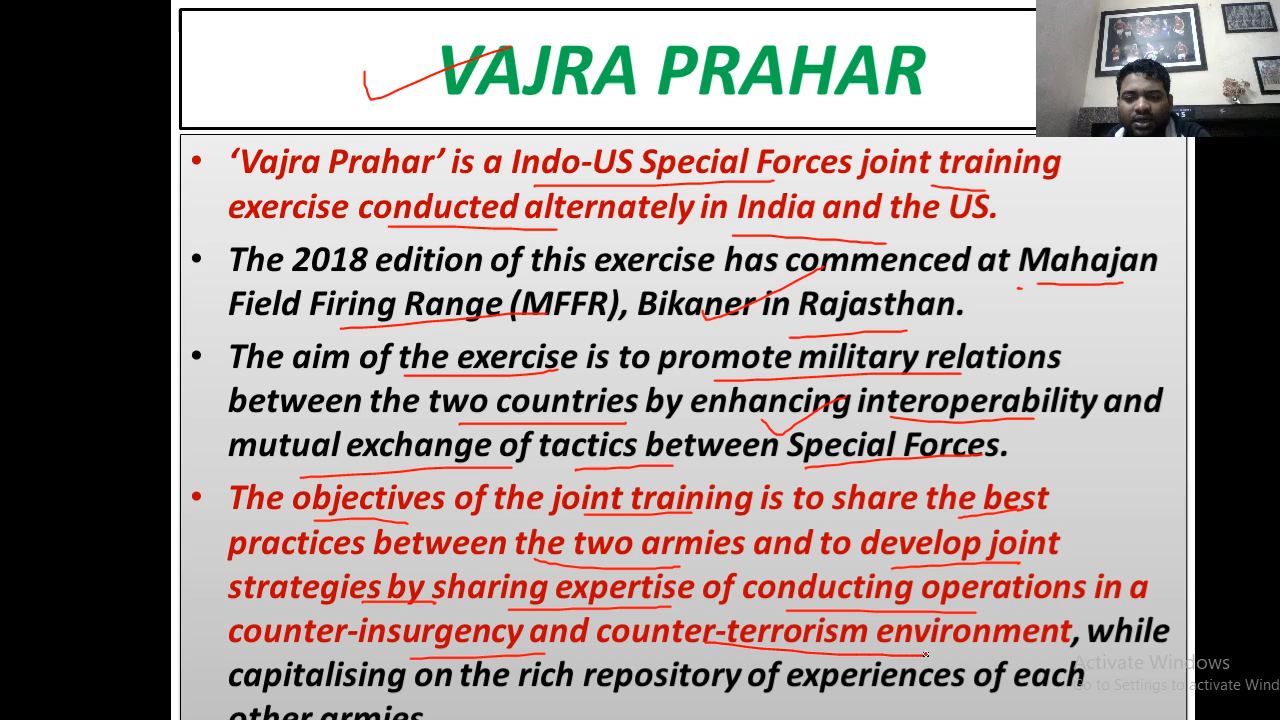 VAJRA PRAHAR
• ‘Vajra Prahar’ is a Indo-US Special Forces joint training
exercise conducted alternately in India and the US.
• The 2018 edition of this exercise has commenced at Mahajan
Field Firing Range (MFFR), Bikaner in Rajasthan.
• The aim of the exercise is to promote military relations
between the two countries by enhancing interoperability and
mutual exchange of tactics between Special Forces.
• The objectives of the joint training is to share the best
practices between the two armies and to develop joint
strategies by sharing expertise of conducting operations in a
counter-insurgency and counter-terrorism environment, while
capitalising on the rich repository of experiences of each
other armies.
Activate Windows
Go to Settings to activate Wind